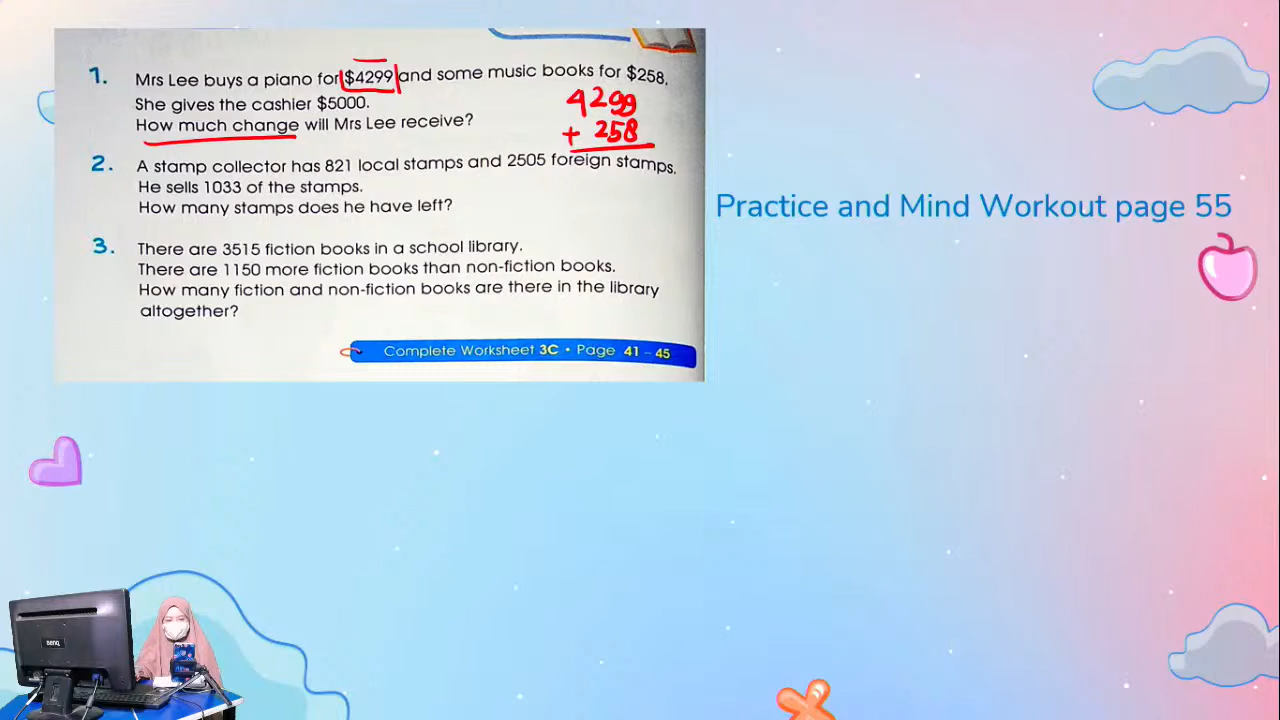 1. Mrs Lee buys a piano for $4299 and some music books for $258.
She gives the cashier $5000.
How much change will Mrs Lee receive?
4299
+ 258
2. A stamp collector has 821 local stamps and 2505 foreign stamps.
He sells 1033 of the stamps.
How many stamps does he have left?
3. There are 3515 fiction books in a school library.
There are 1150 more fiction books than non-fiction books.
How many fiction and non-fiction books are there in the library
altogether?
Complete Worksheet 3C • Page 41 – 45
Practice and Mind Workout page 55
BenQ